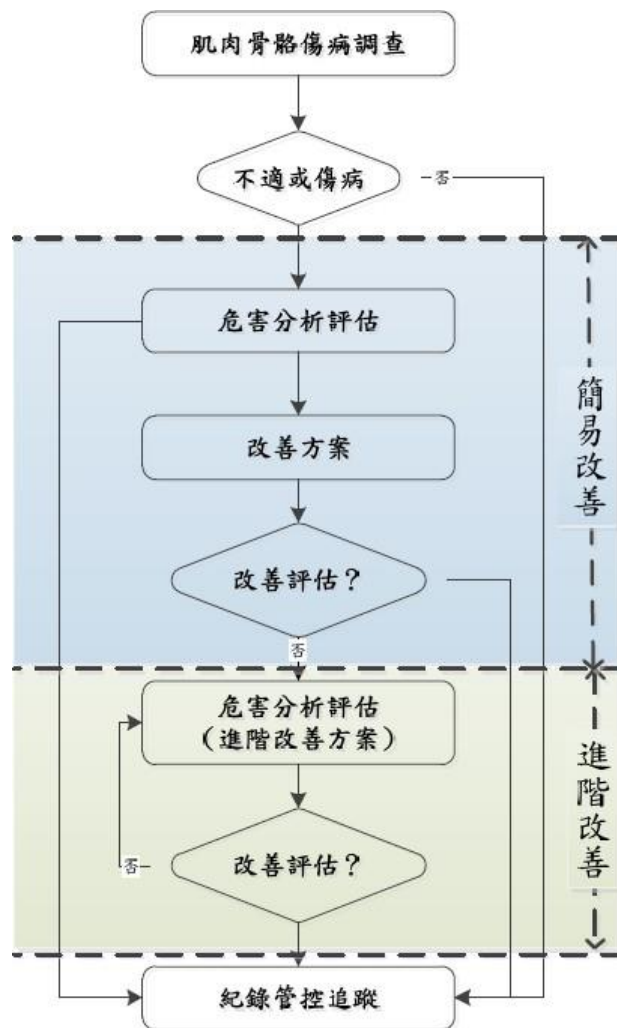 肌肉骨骼傷病調查
不適或傷病
否
危害分析評估
簡易改善
改善方案
改善評估？
否
危害分析評估
（進階改善方案）
進階改善
改善評估？
否
紀錄管控追蹤